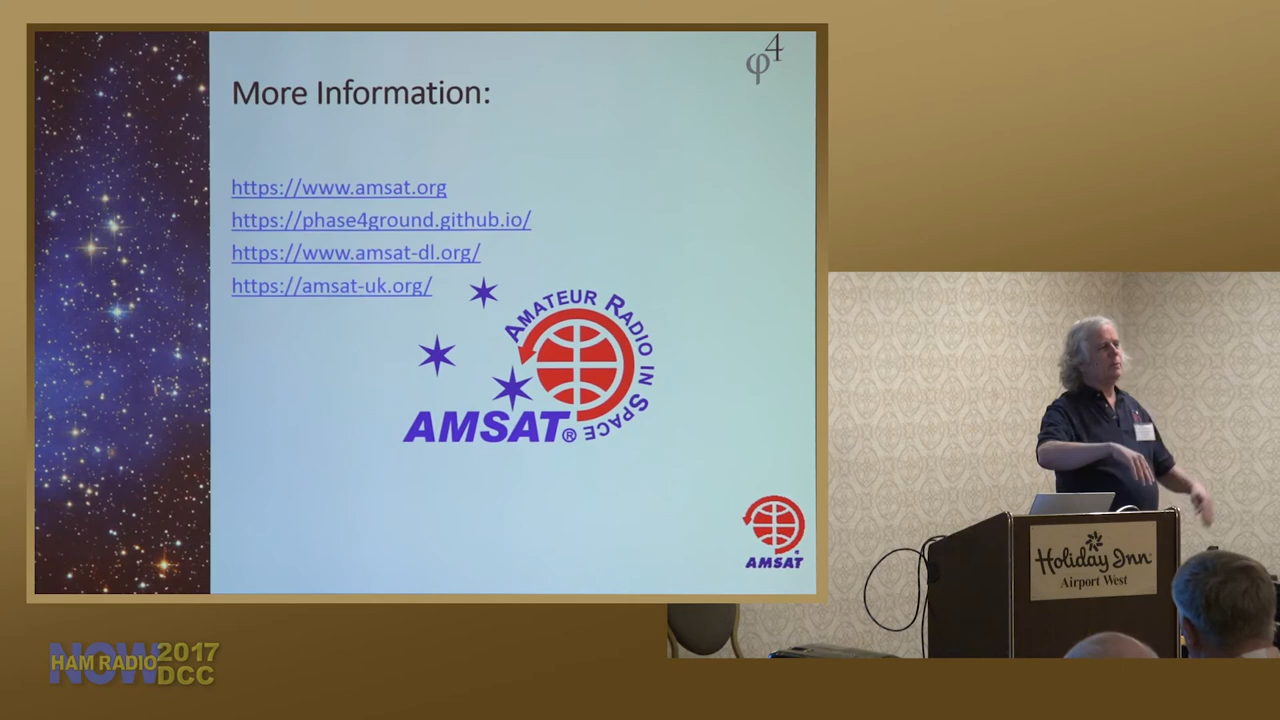 φ4
More Information:
https://www.amsat.org
https://phase4ground.github.io/
https://www.amsat-dl.org/
https://amsat-uk.org/
AMATEUR RADIO IN SPACE
AMSAT®
AMSAT
Holiday Inn
Airport West
NOW
HAM RADIO 2017
DCC